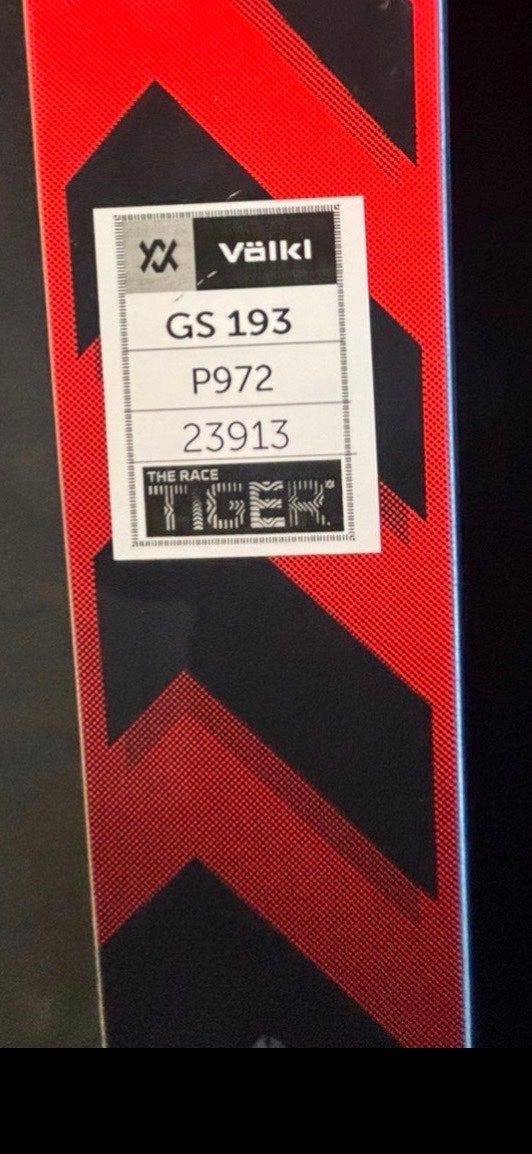 Völkl
GS 193
P972
23913
THE RACE
TIGER